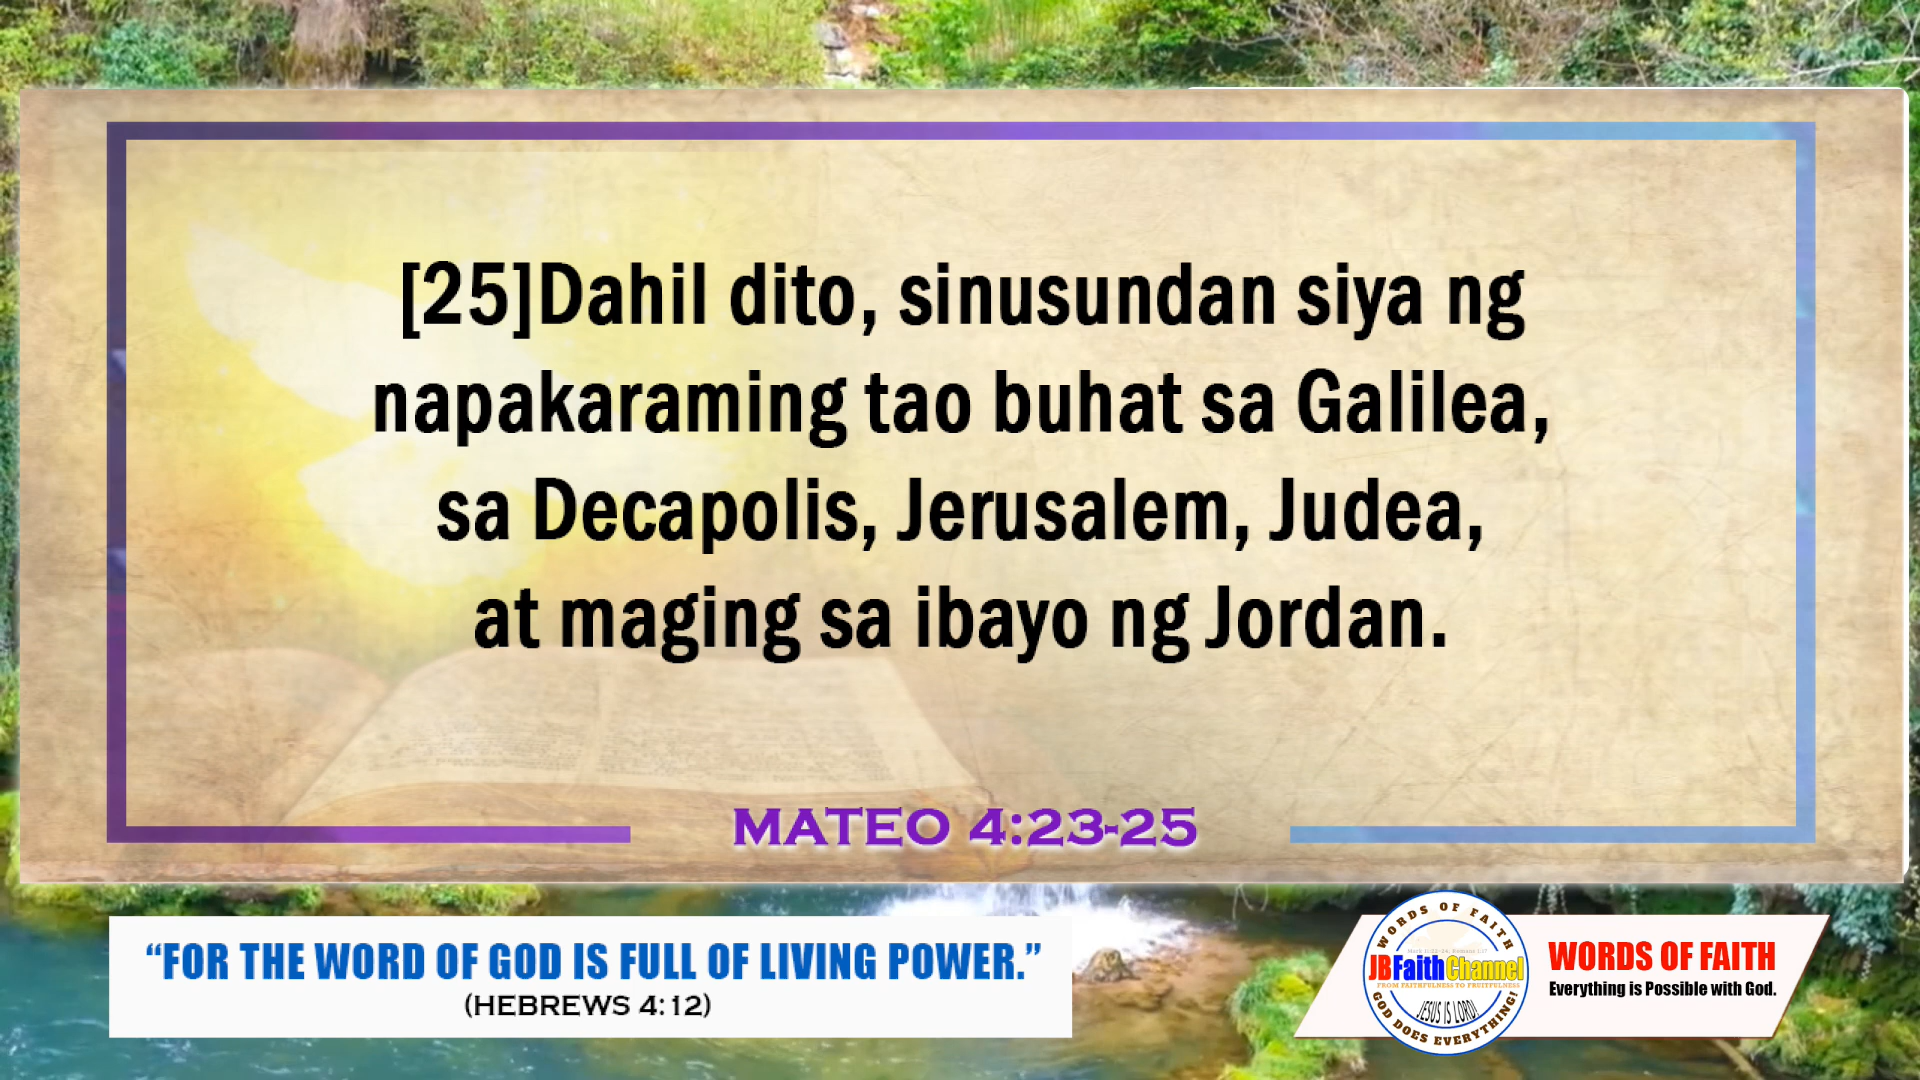 [25]Dahil dito, sinusundan siya ng
napakaraming tao buhat sa Galilea,
sa Decapolis, Jerusalem, Judea,
at maging sa ibayo ng Jordan.
MATEO 4:23-25
“FOR THE WORD OF GOD IS FULL OF LIVING POWER.”
(HEBREWS 4:12)
WORDS OF FAITH
JBFaithChannel
FROM FAITHFULNESS TO FRUITFULNESS
JESUS IS LORD!
GOD DOES EVERYTHING!
WORDS OF FAITH
Everything is Possible with God.